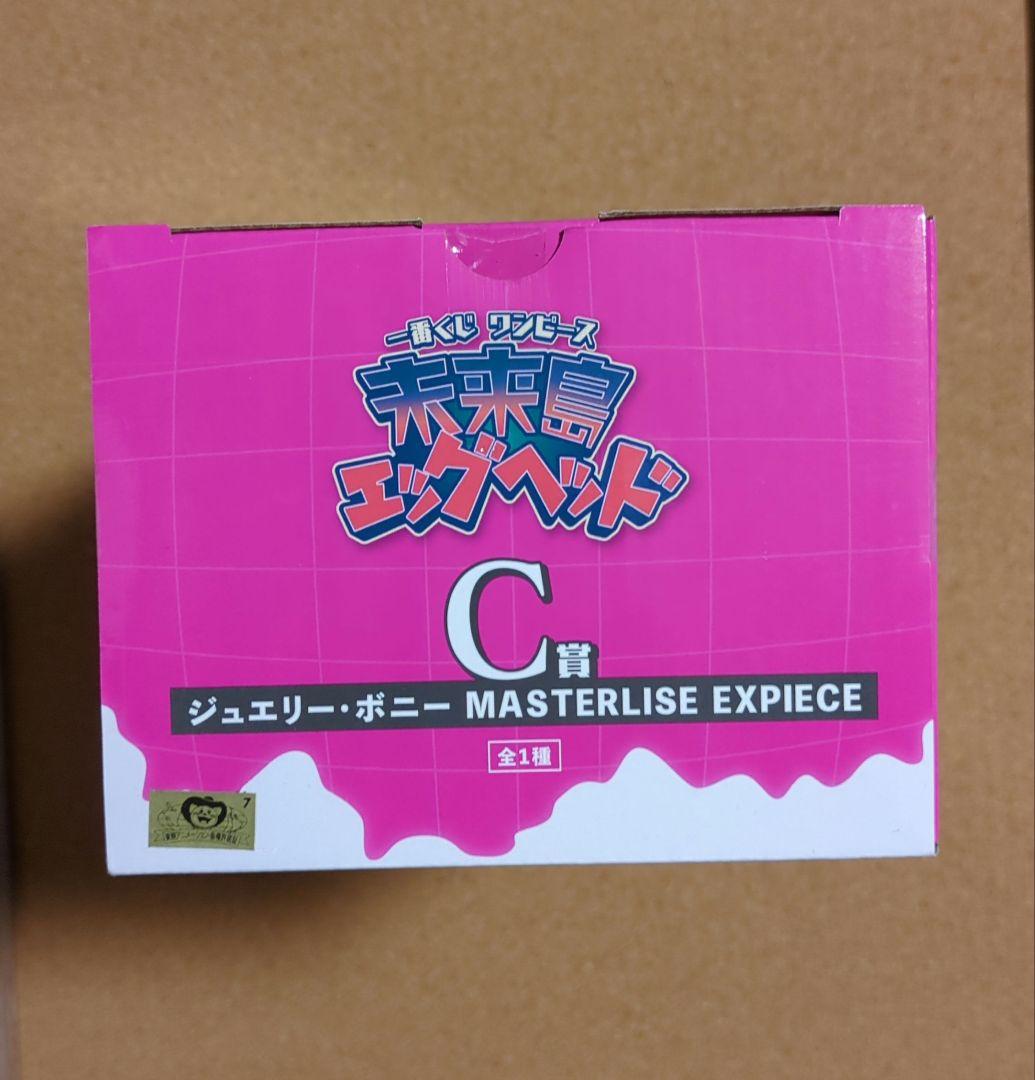 一番くじ ワンピース
未来島
エッグヘッド
C賞
ジュエリー・ボニー MASTERLISE EXPIECE
全1種
7